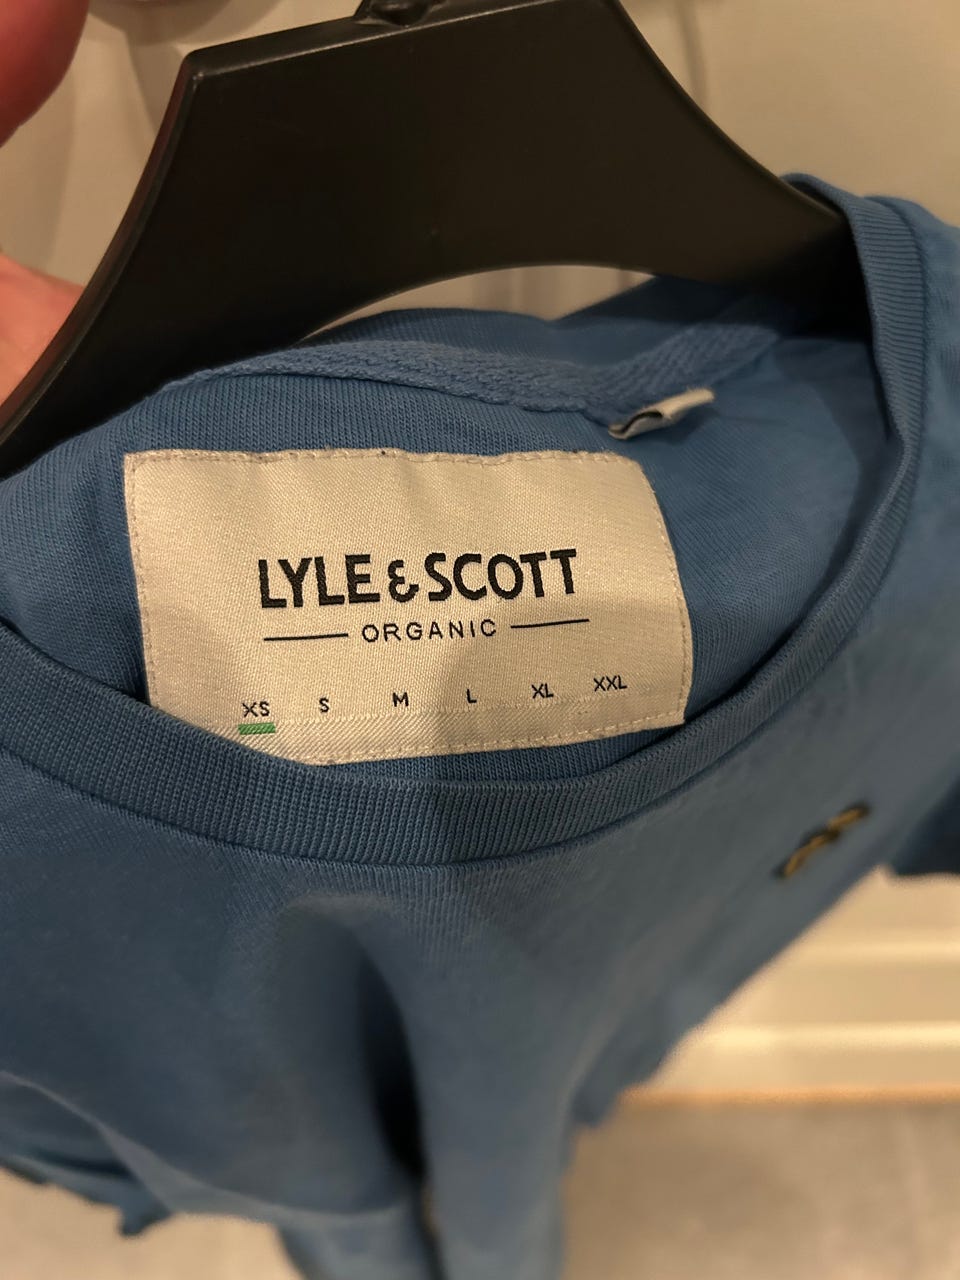 LYLE & SCOTT
ORGANIC
XS S M L XL XXL